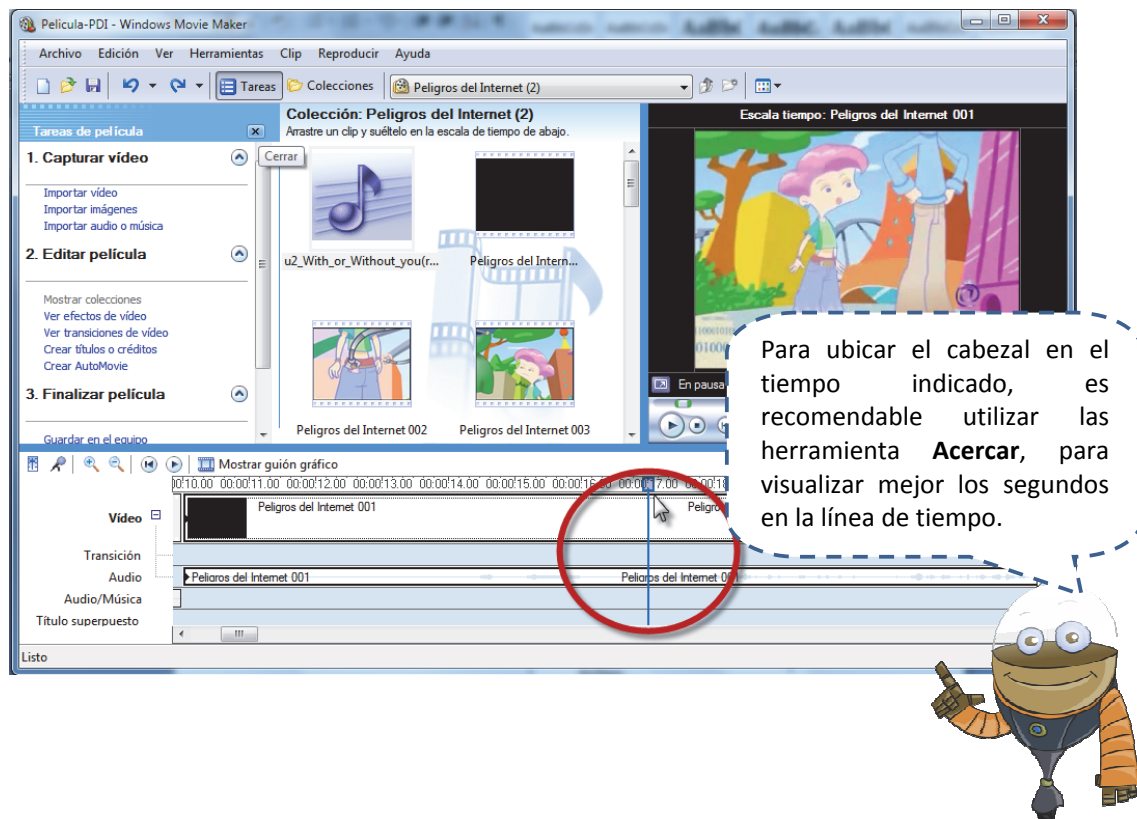 Pelicula-PDI - Windows Movie Maker
Archivo Edición Ver Herramientas Clip Reproducir Ayuda
Tareas Colecciones Peligros del Internet (2)
Tareas de película
Cerrar
1. Capturar vídeo
Importar vídeo
Importar imágenes
Importar audio o música
2. Editar película
Mostrar colecciones
Ver efectos de vídeo
Ver transiciones de vídeo
Crear títulos o créditos
Crear AutoMovie
3. Finalizar película
Guardar en el equipo
Colección: Peligros del Internet (2)
Arrastre un clip y suéltelo en la escala de tiempo de abajo.
u2_With_or_Without_you(r...
Peligros del Intern...
Peligros del Internet 002
Peligros del Internet 003
Escala tiempo: Peligros del Internet 001
En pausa
Para ubicar el cabezal en el
tiempo indicado, es
recomendable utilizar las
herramienta Acercar, para
visualizar mejor los segundos
en la línea de tiempo.
Mostrar guión gráfico
00:00:11.00 00:00:12.00 00:00:13.00 00:00:14.00 00:00:15.00
Vídeo
Peligros del Internet 001
Transición
Audio
Peligros del Internet 001
Peligros del Internet 001
Audio/Música
Título superpuesto
Listo